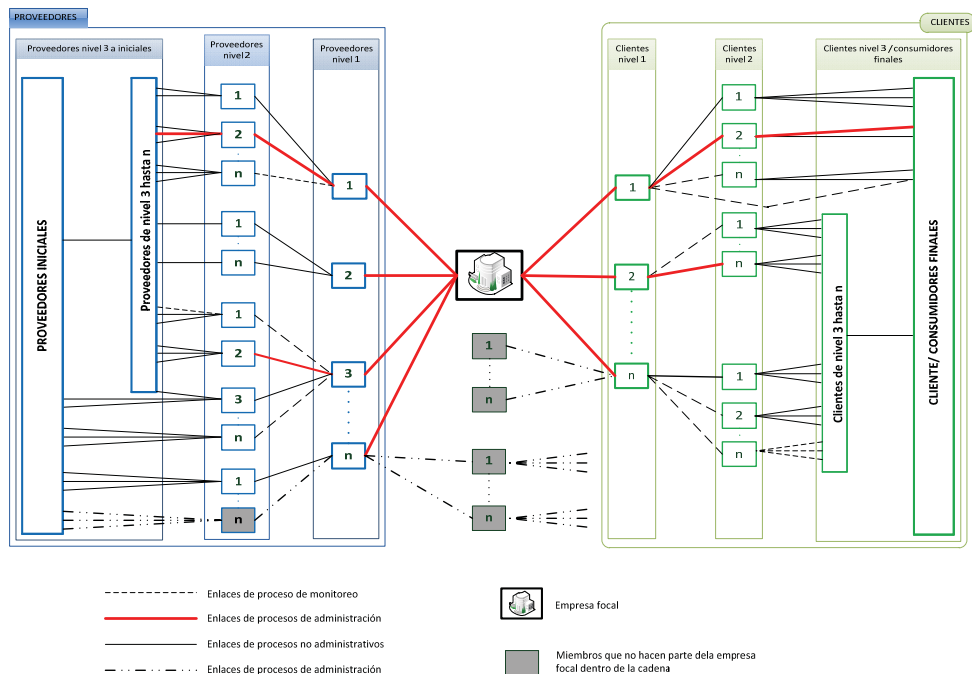 PROVEEDORES
CLIENTES
Proveedores nivel 3 a iniciales
Proveedores
nivel 2
Proveedores
nivel 1
Clientes
nivel 1
Clientes
nivel 2
Clientes nivel 3 / consumidores
finales
PROVEEDORES INICIALES
Proveedores de nivel 3 hasta n
1
2
n
1
n
1
2
3
n
1
n
1
2
3
n
1
n
1
n
1
2
n
1
2
n
1
n
1
2
n
Clientes de nivel 3 hasta n
CLIENTE/ CONSUMIDORES FINALES
Enlaces de proceso de monitoreo
Enlaces de procesos de administración
Enlaces de procesos no administrativos
Enlaces de procesos de administración
Empresa focal
Miembros que no hacen parte dela empresa
focal dentro de la cadena